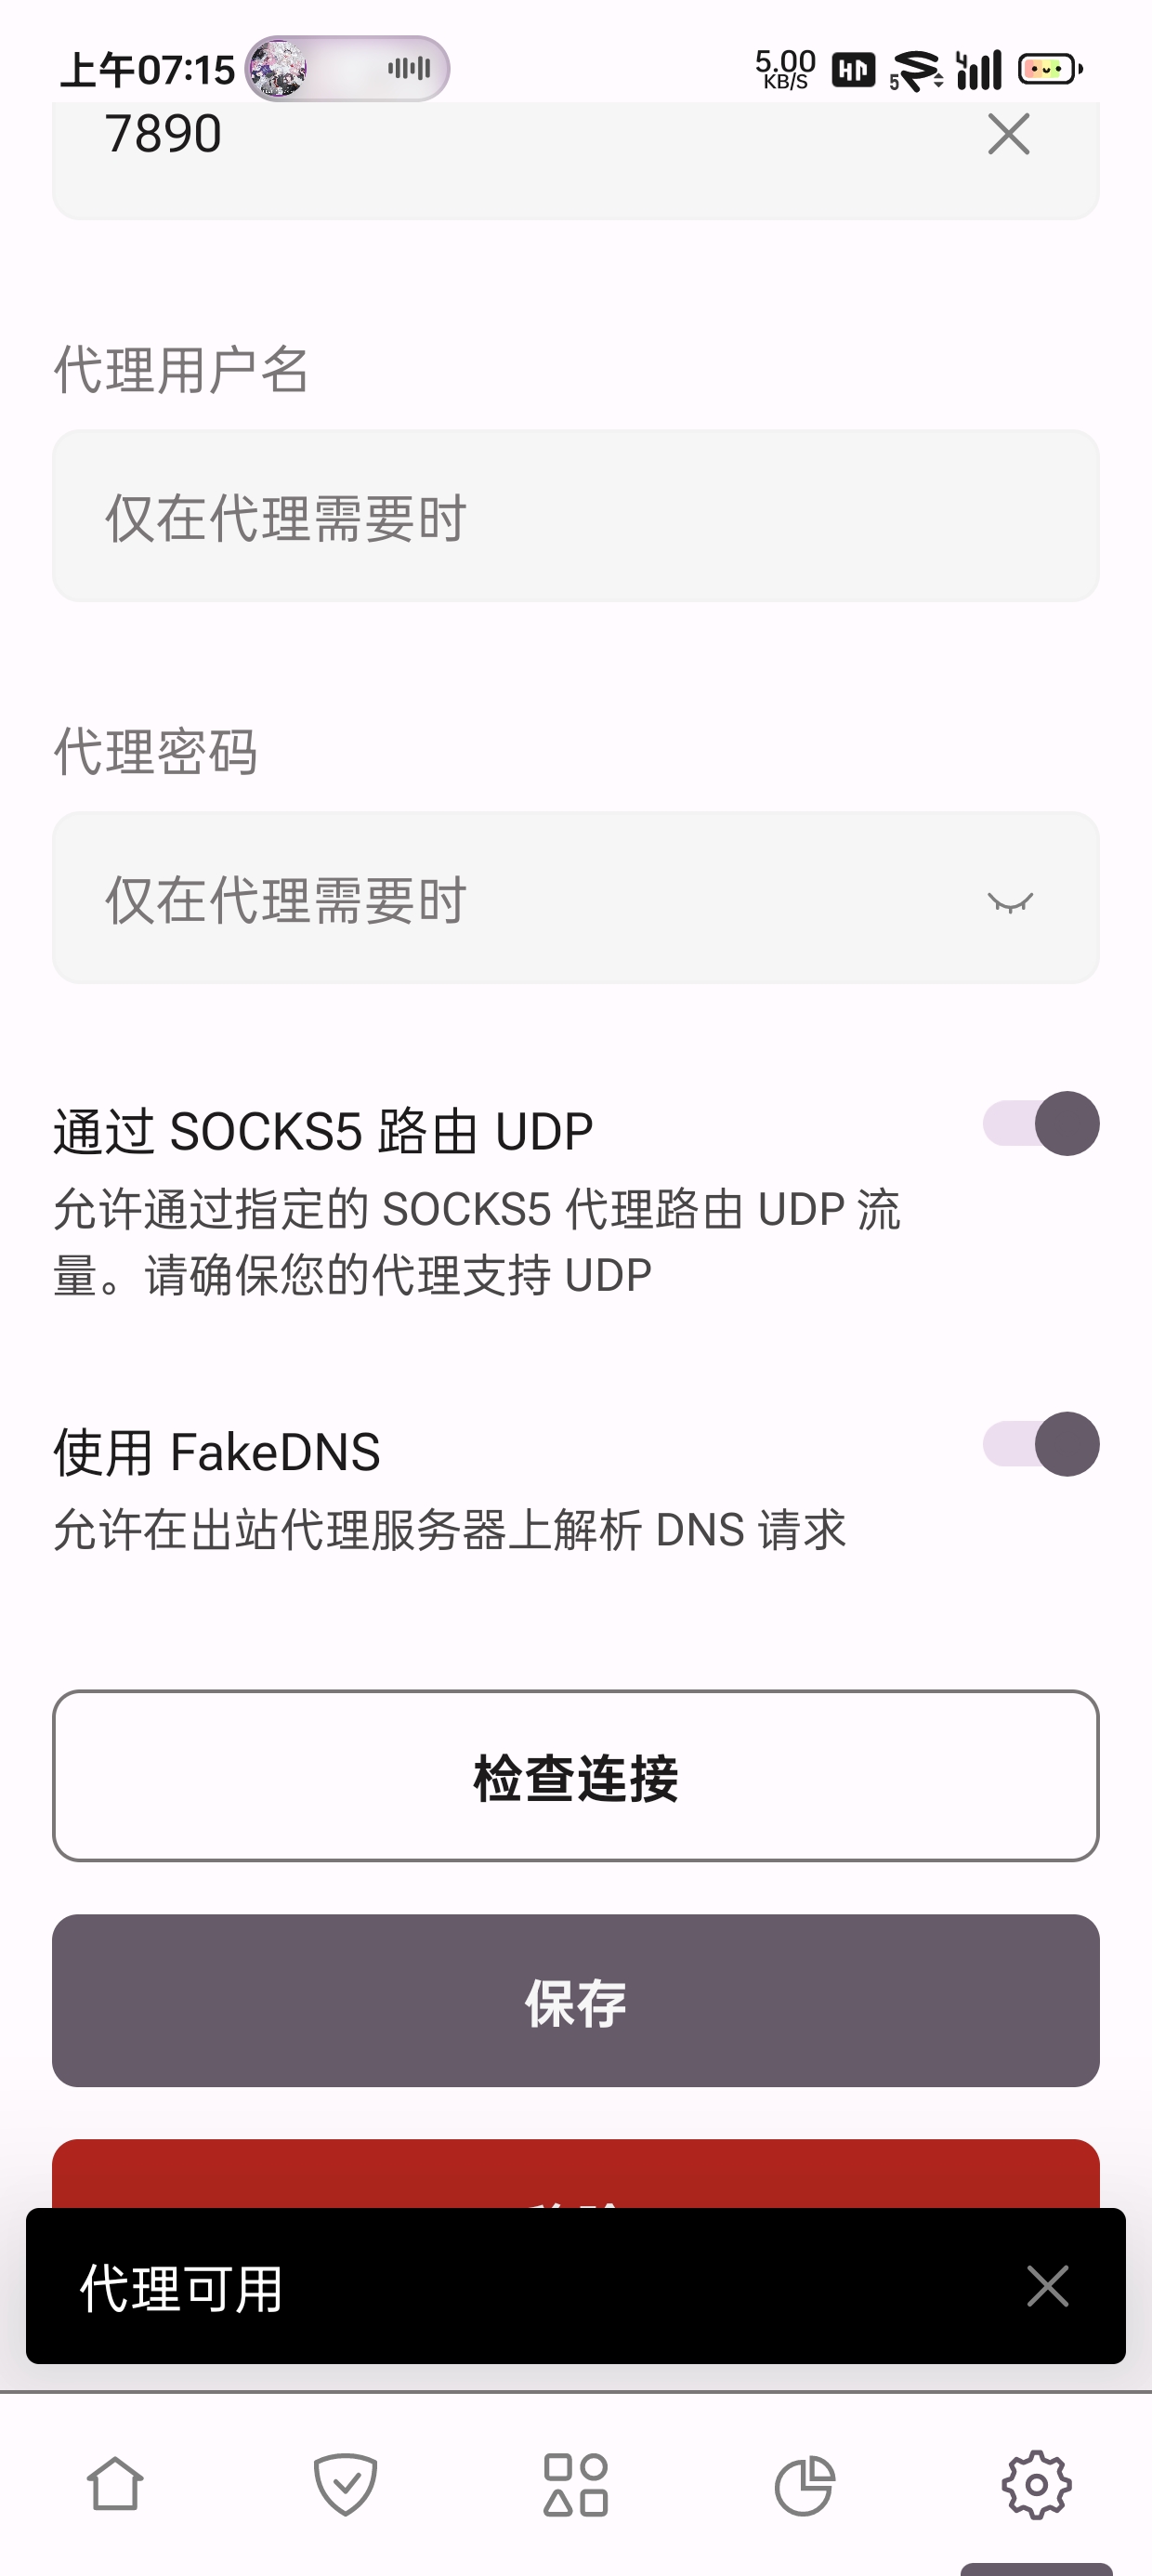 上午07:15
5.00
KB/S
7890
代理用户名
仅在代理需要时
代理密码
仅在代理需要时
通过 SOCKS5 路由 UDP
允许通过指定的 SOCKS5 代理路由 UDP 流
量。请确保您的代理支持 UDP
使用 FakeDNS
允许在出站代理服务器上解析 DNS 请求
检查连接
保存
代理可用